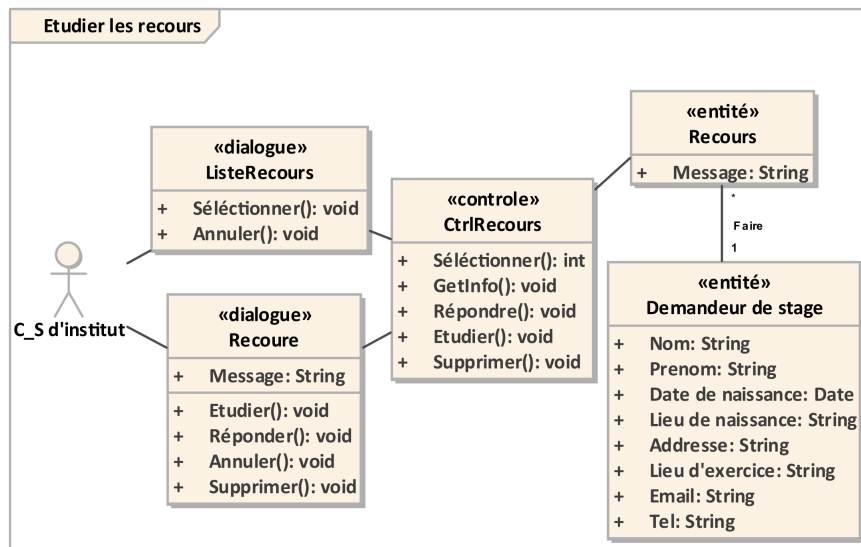 Etudier les recours
«dialogue»
ListeRecours
+ Séléctionner(): void
+ Annuler(): void
C_S d'institut
«dialogue»
Recoure
+ Message: String
+ Etudier(): void
+ Réponder(): void
+ Annuler(): void
+ Supprimer(): void
«controle»
CtrlRecours
+ Séléctionner(): int
+ GetInfo(): void
+ Répondre(): void
+ Etudier(): void
+ Supprimer(): void
«entité»
Recours
+ Message: String
*
Faire
1
«entité»
Demandeur de stage
+ Nom: String
+ Prenom: String
+ Date de naissance: Date
+ Lieu de naissance: String
+ Addresse: String
+ Lieu d'exercice: String
+ Email: String
+ Tel: String